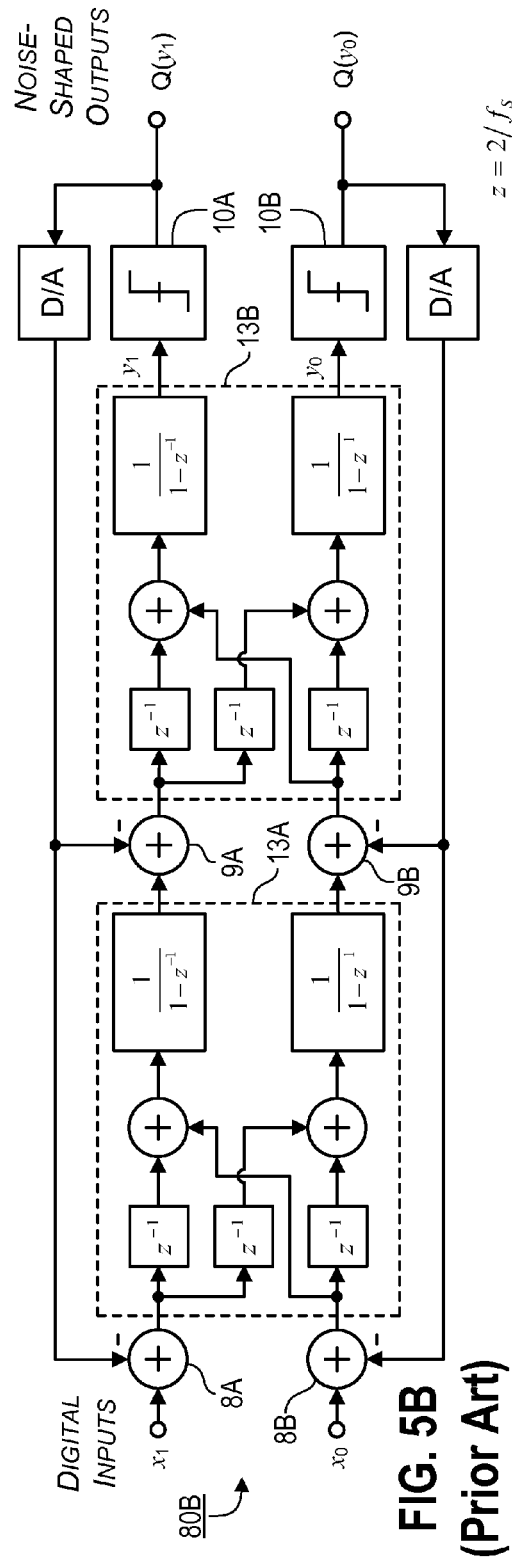 DIGITAL
INPUTS
NOISE-
SHAPED
OUTPUTS
D/A
x₁
8A
z⁻¹
z⁻¹
+
1
1 − z⁻¹
13A
−
+
9A
z⁻¹
z⁻¹
+
1
1 − z⁻¹
13B
y₁
10A
Q(y₁)
80B
x₀
8B
−
+
z⁻¹
+
1
1 − z⁻¹
−
+
9B
z⁻¹
+
1
1 − z⁻¹
y₀
10B
Q(y₀)
D/A
−
+
z = 2/fₛ
FIG. 5B
(Prior Art)